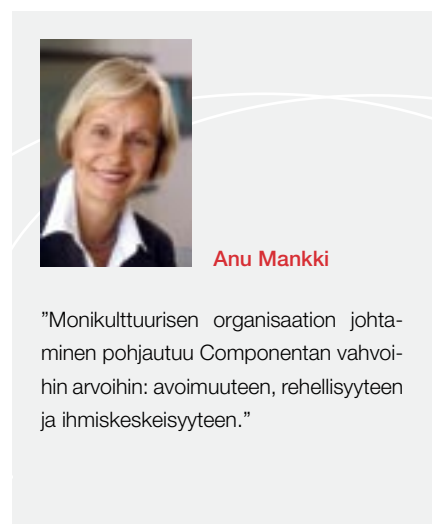 Anu Mankki
”Monikulttuurisen organisaation johta-
minen pohjautuu Componentan vahvoi-
hin arvoihin: avoimuuteen, rehellisyyteen
ja ihmiskeskeisyyteen.”